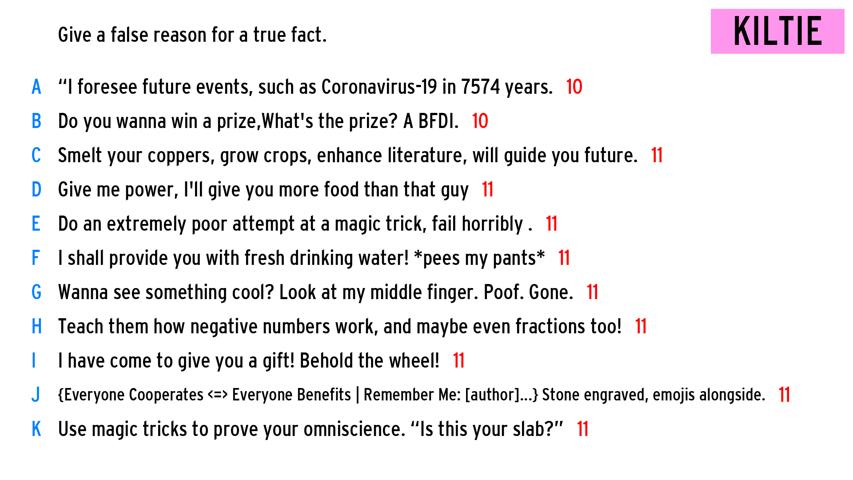 Give a false reason for a true fact.
KILTIE
A “I foresee future events, such as Coronavirus-19 in 7574 years. 10
B Do you wanna win a prize,What's the prize? A BFDI. 10
C Smelt your coppers, grow crops, enhance literature, will guide you future. 11
D Give me power, I'll give you more food than that guy 11
E Do an extremely poor attempt at a magic trick, fail horribly . 11
F I shall provide you with fresh drinking water! *pees my pants* 11
G Wanna see something cool? Look at my middle finger. Poof. Gone. 11
H Teach them how negative numbers work, and maybe even fractions too! 11
I I have come to give you a gift! Behold the wheel! 11
J {Everyone Cooperates <=> Everyone Benefits | Remember Me: [author]...} Stone engraved, emojis alongside. 11
K Use magic tricks to prove your omniscience. “Is this your slab?” 11